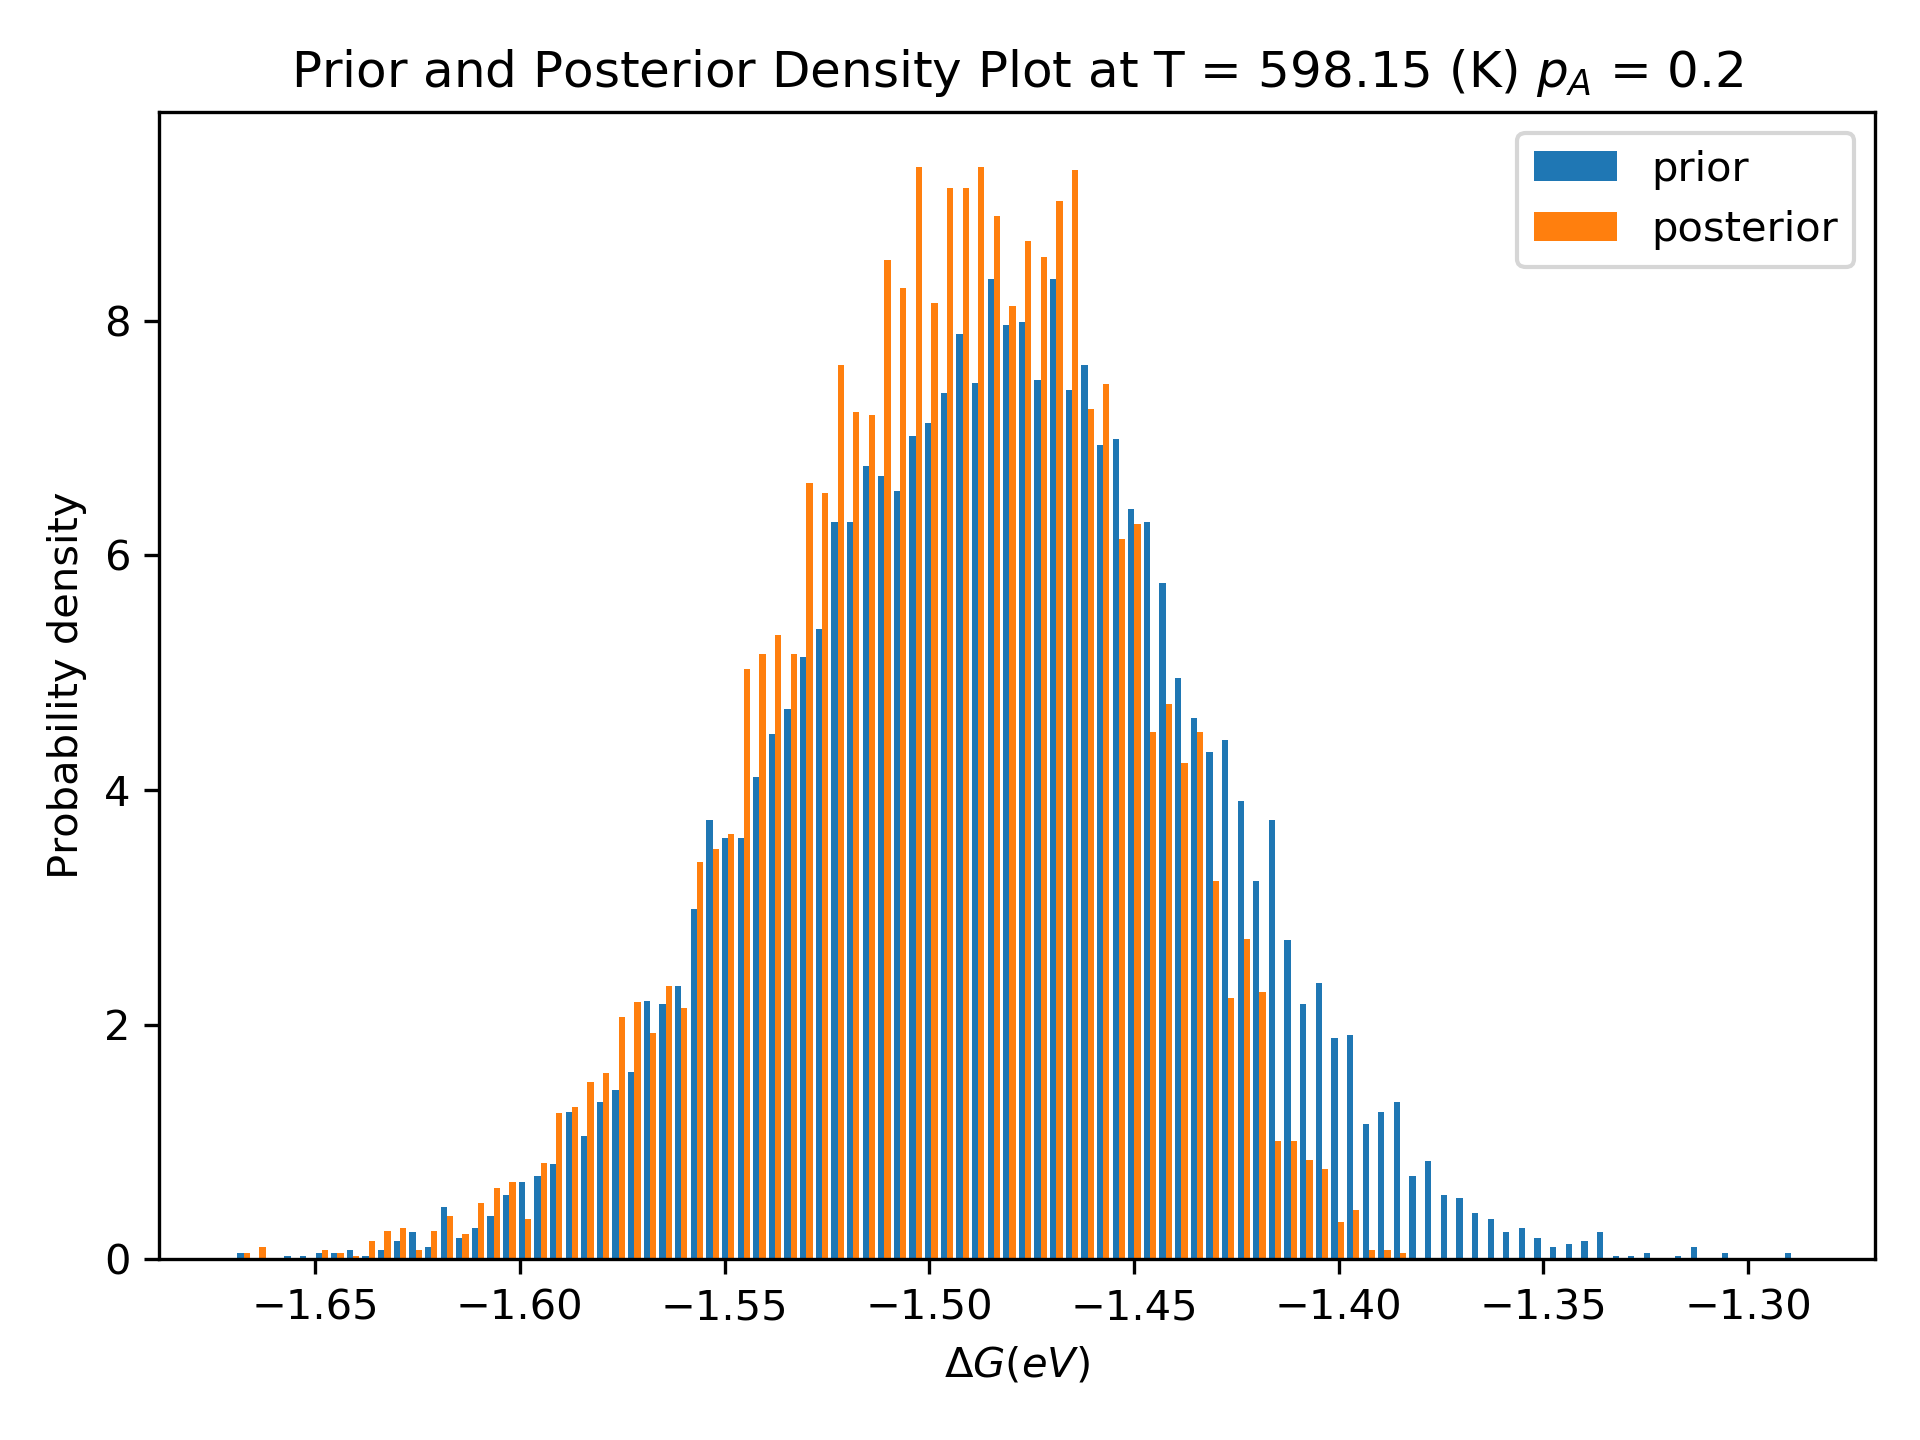 Prior and Posterior Density Plot at T = 598.15 (K) p_A = 0.2
prior
posterior
Probability density
8
6
4
2
0
−1.65 −1.60 −1.55 −1.50 −1.45 −1.40 −1.35 −1.30
ΔG(eV)